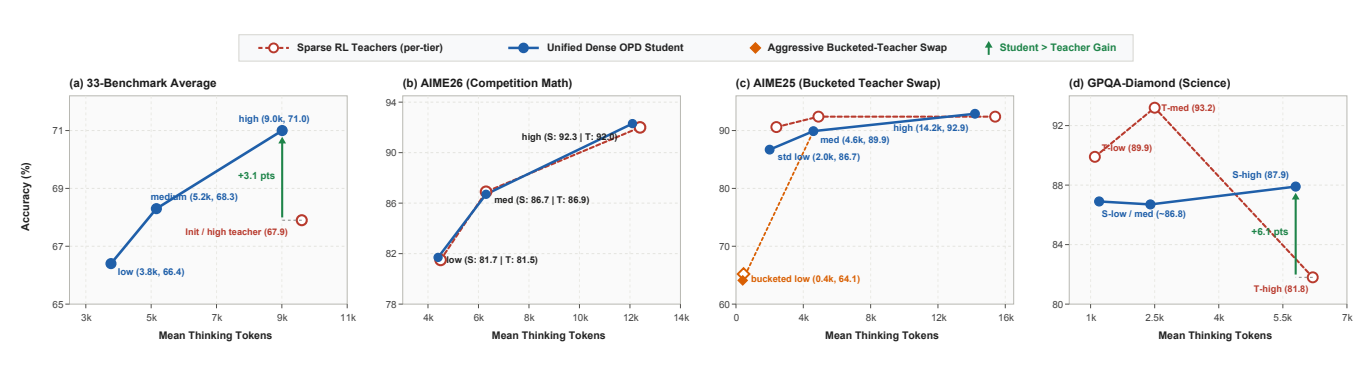 Sparse RL Teachers (per-tier)
Unified Dense OPD Student
Aggressive Bucketed-Teacher Swap
Student > Teacher Gain
(a) 33-Benchmark Average
71
69
67
65
high (9.0k, 71.0)
+3.1 pts
medium (5.2k, 68.3)
Init / high teacher (67.9)
low (3.8k, 66.4)
3k
5k
7k
9k
11k
Mean Thinking Tokens
Accuracy (%)
(b) AIME26 (Competition Math)
94
90
86
82
78
high (S: 92.3 | T: 92.0)
med (S: 86.7 | T: 86.9)
low (S: 81.7 | T: 81.5)
4k
6k
8k
10k
12k
14k
Mean Thinking Tokens
(c) AIME25 (Bucketed Teacher Swap)
90
80
70
60
high (14.2k, 92.9)
med (4.6k, 89.9)
std low (2.0k, 86.7)
bucketed low (0.4k, 64.1)
0
4k
8k
12k
16k
Mean Thinking Tokens
(d) GPQA-Diamond (Science)
92
88
84
80
T-med (93.2)
T-low (89.9)
S-high (87.9)
S-low / med (~86.8)
+6.1 pts
T-high (81.8)
1k
2.5k
4k
5.5k
7k
Mean Thinking Tokens